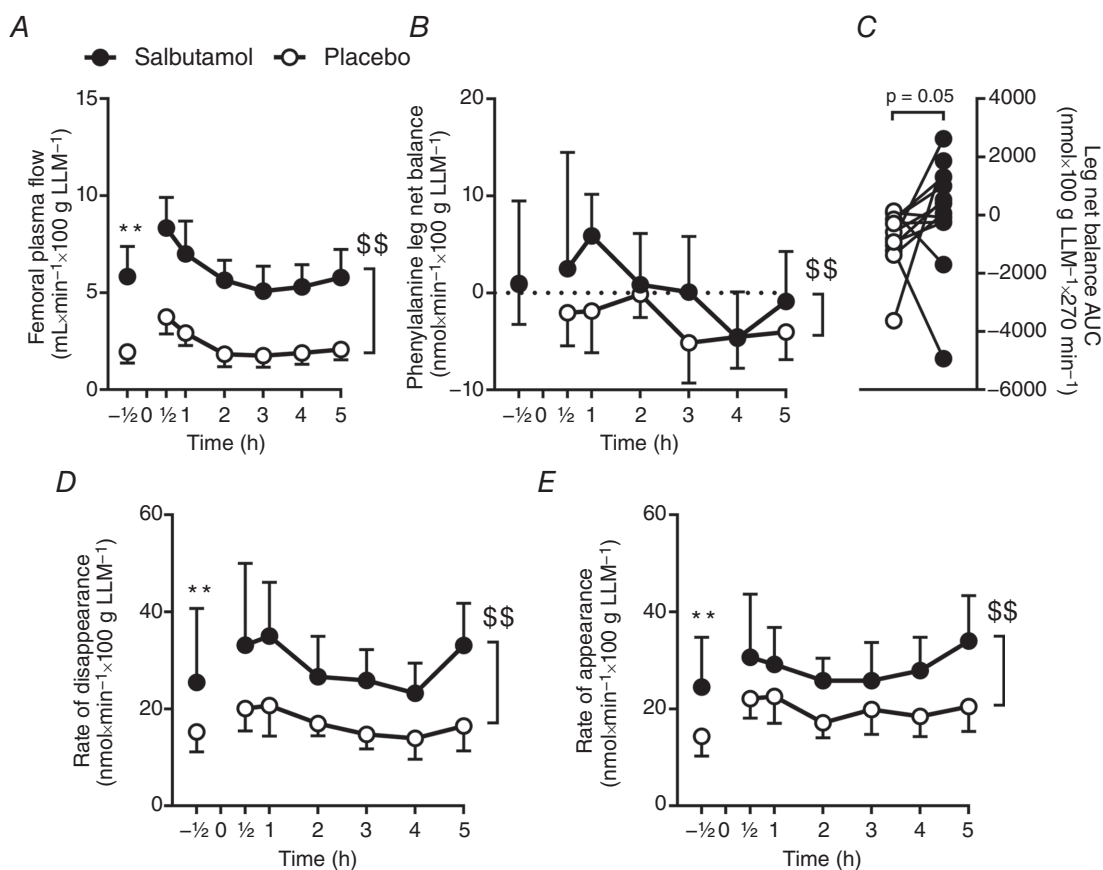 A
B
C
Salbutamol
Placebo
Femoral plasma flow
(mL×min⁻¹×100 g LLM⁻¹)
15
10
5
0
**
$$
–½ 0 ½ 1 2 3 4 5
Time (h)
Phenylalanine leg net balance
(nmol×min⁻¹×100 g LLM⁻¹)
20
10
0
–10
$$
–½ 0 ½ 1 2 3 4 5
Time (h)
p = 0.05
4000
2000
0
–2000
–4000
–6000
Leg net balance AUC
(nmol×100 g LLM⁻¹×270 min⁻¹)
D
E
Rate of disappearance
(nmol×min⁻¹×100 g LLM⁻¹)
60
40
20
0
**
$$
–½ 0 ½ 1 2 3 4 5
Time (h)
Rate of appearance
(nmol×min⁻¹×100 g LLM⁻¹)
60
40
20
0
**
$$
–½ 0 ½ 1 2 3 4 5
Time (h)